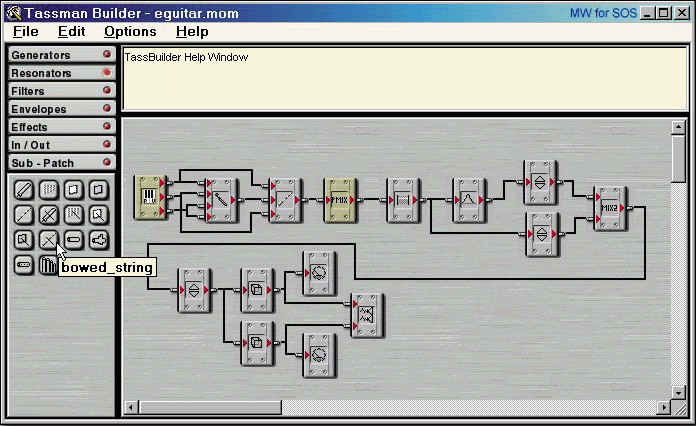 Tassman Builder - eguitar.mom
MW for SOS
File Edit Options Help
Generators
Resonators
Filters
Envelopes
Effects
In / Out
Sub - Patch
TassBuilder Help Window
bowed_string
PMIX
MIX2